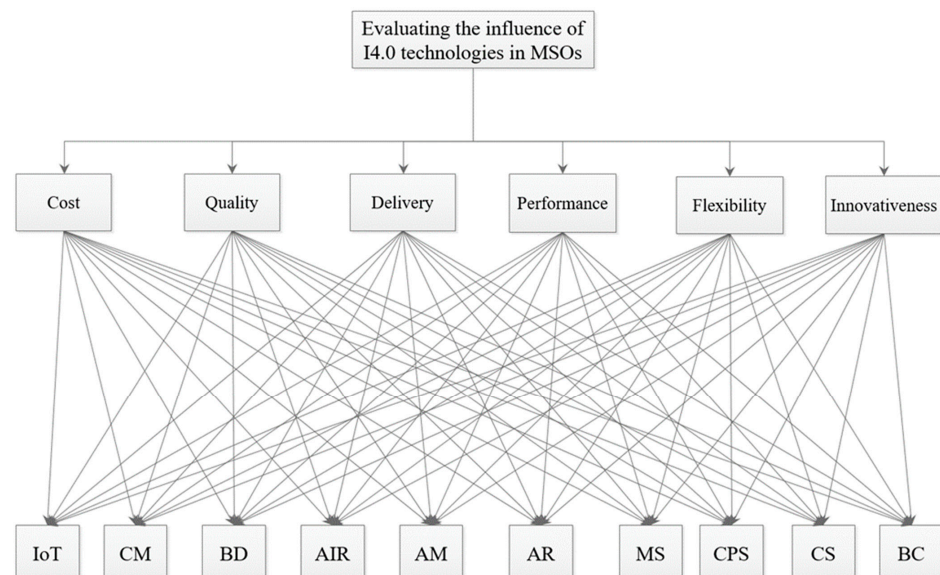 Evaluating the influence of
I4.0 technologies in MSOs
Cost
Quality
Delivery
Performance
Flexibility
Innovativeness
IoT
CM
BD
AIR
AM
AR
MS
CPS
CS
BC